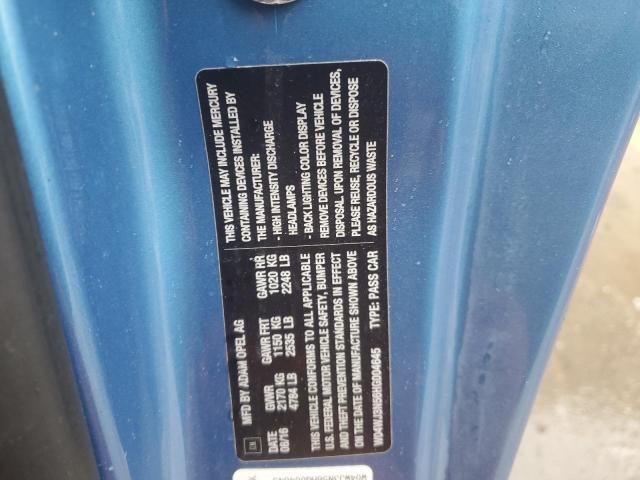 MFD BY ADAM OPEL AG
DATE GVWR GAWR FRT GAWR RR
08/16 2170 KG 1150 KG 1020 KG
4784 LB 2535 LB 2248 LB
THIS VEHICLE CONFORMS TO ALL APPLICABLE
U.S. FEDERAL MOTOR VEHICLE SAFETY, BUMPER
AND THEFT PREVENTION STANDARDS IN EFFECT
ON THE DATE OF MANUFACTURE SHOWN ABOVE
TYPE: PASS CAR
THIS VEHICLE MAY INCLUDE MERCURY
CONTAINING DEVICES INSTALLED BY
THE MANUFACTURER:
- HIGH INTENSITY DISCHARGE
HEADLAMPS
- BACK LIGHTING COLOR DISPLAY
REMOVE DEVICES BEFORE VEHICLE
DISPOSAL. UPON REMOVAL OF DEVICES,
PLEASE REUSE, RECYCLE OR DISPOSE
AS HAZARDOUS WASTE